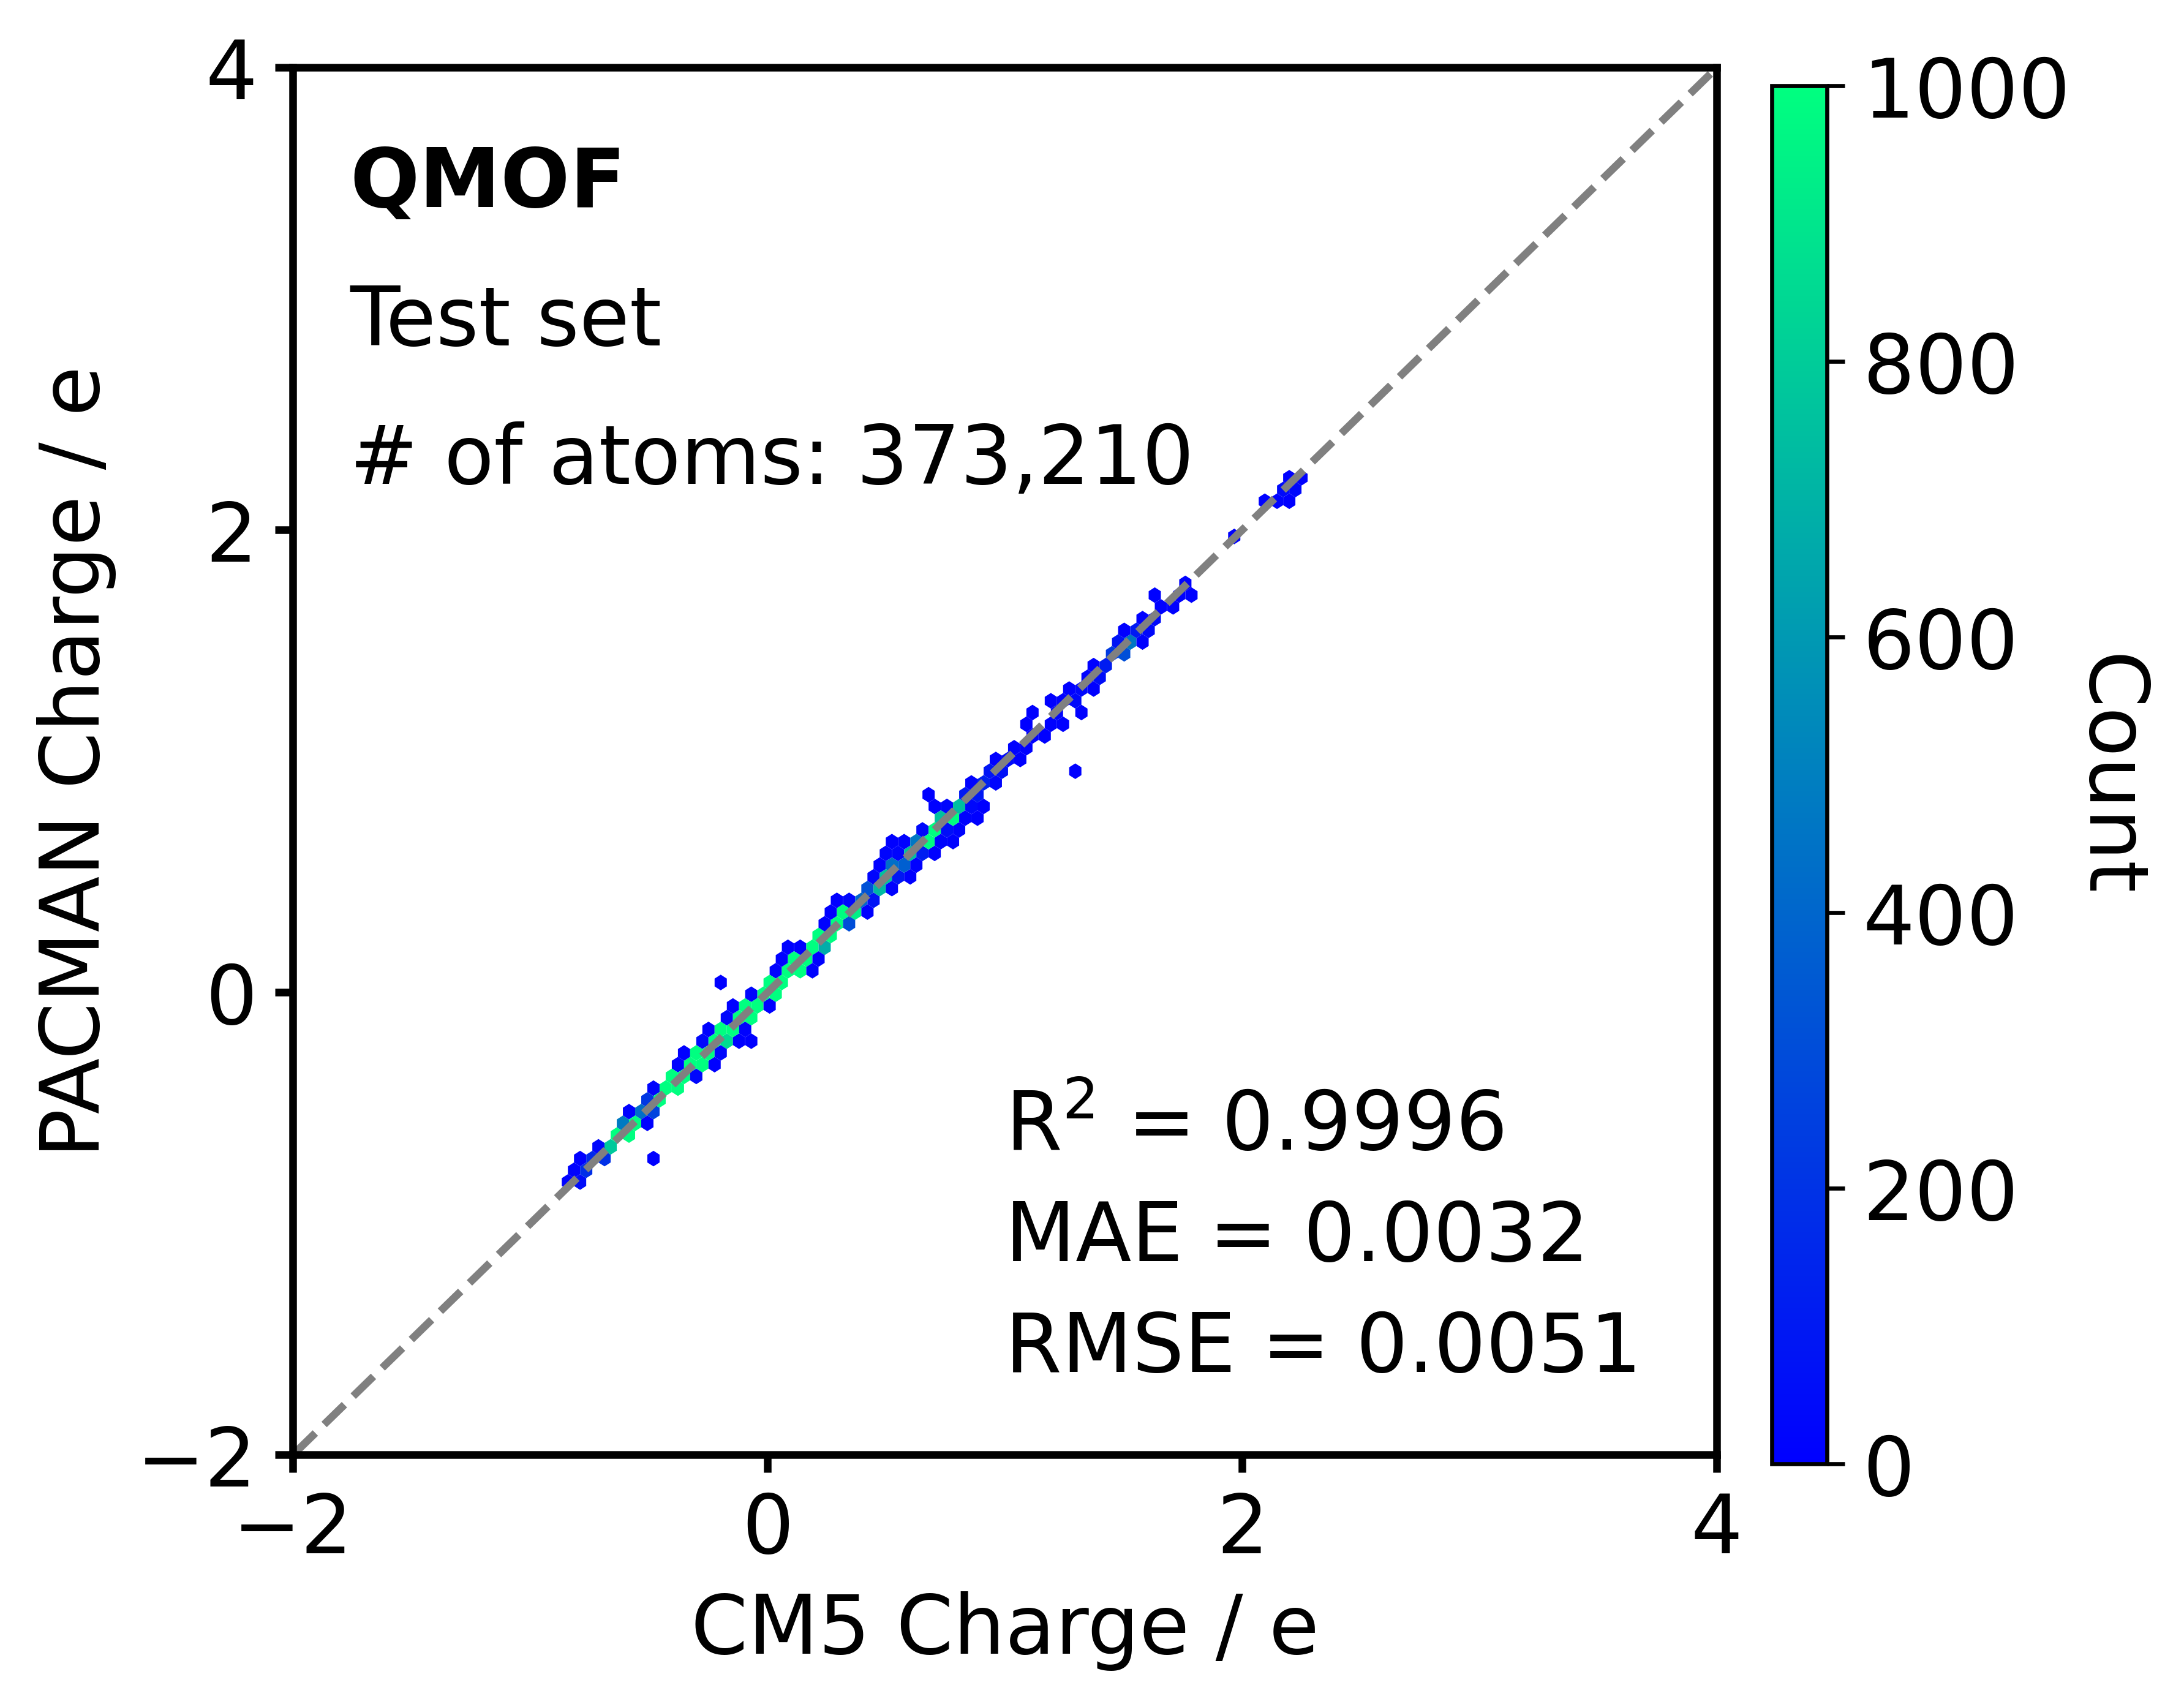 QMOF
Test set
# of atoms: 373,210
R² = 0.9996
MAE = 0.0032
RMSE = 0.0051
PACMAN Charge / e
4
2
0
−2
−2 0 2 4
CM5 Charge / e
1000
800
600
400
200
0
Count